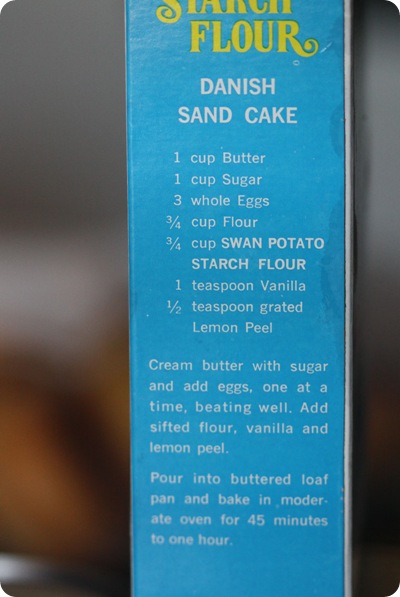 STARCH
FLOUR
DANISH
SAND CAKE
1 cup Butter
1 cup Sugar
3 whole Eggs
¾ cup Flour
¾ cup SWAN POTATO
STARCH FLOUR
1 teaspoon Vanilla
½ teaspoon grated
Lemon Peel
Cream butter with sugar
and add eggs, one at a
time, beating well. Add
sifted flour, vanilla and
lemon peel.
Pour into buttered loaf
pan and bake in moder-
ate oven for 45 minutes
to one hour.